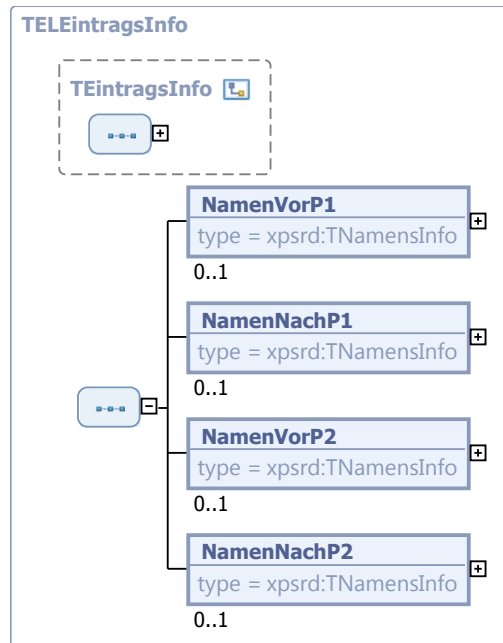 TELEintragsInfo
TEintragsInfo
NamenVorP1
type = xpsrd:TNamensInfo
0..1
NamenNachP1
type = xpsrd:TNamensInfo
0..1
NamenVorP2
type = xpsrd:TNamensInfo
0..1
NamenNachP2
type = xpsrd:TNamensInfo
0..1